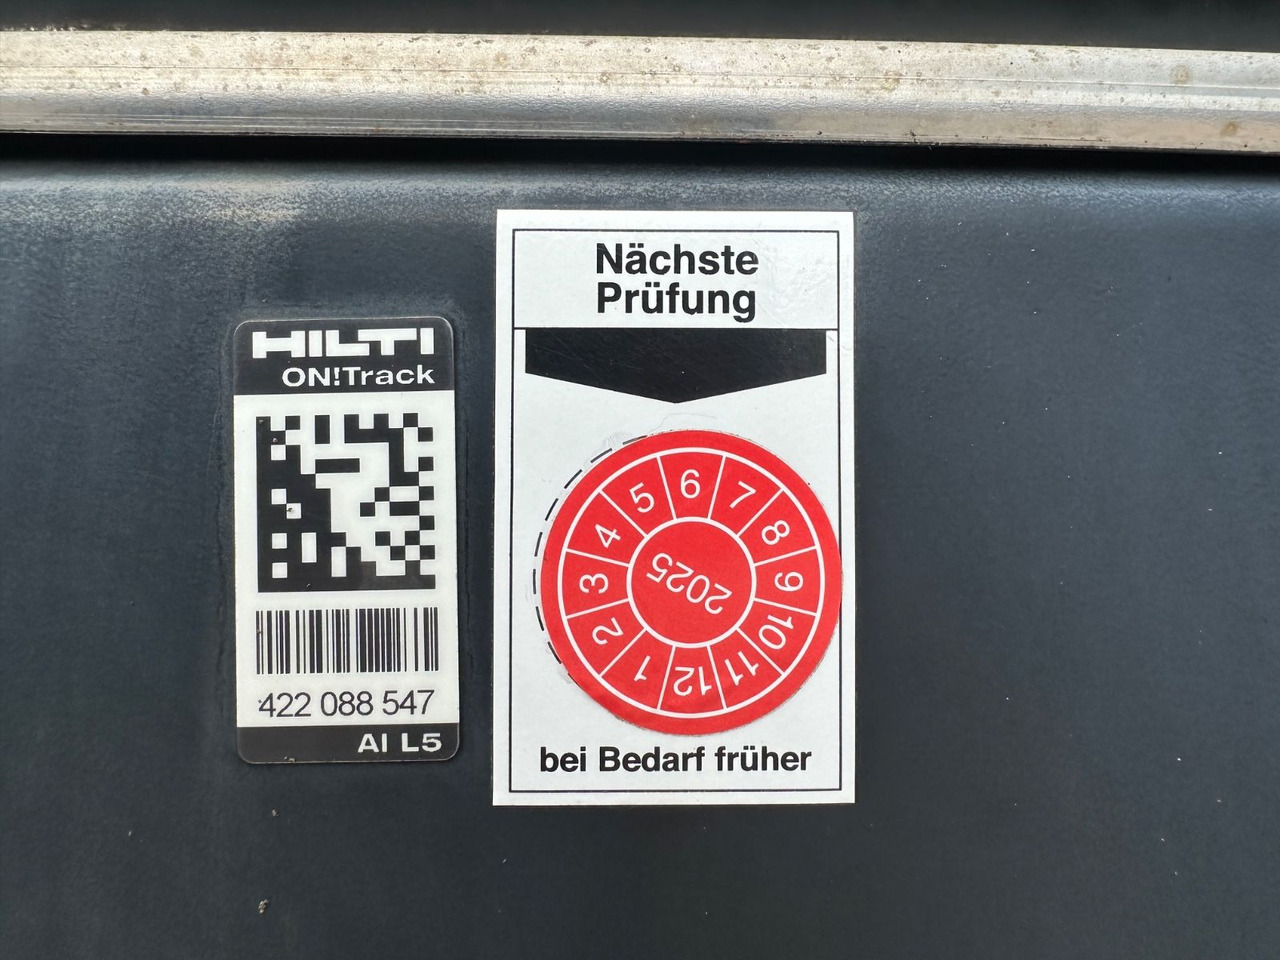 HILTI
ON!Track
422 088 547
AI L5
Nächste
Prüfung
1
2
3
4
5
6
7
8
9
10
11
12
2025
bei Bedarf früher